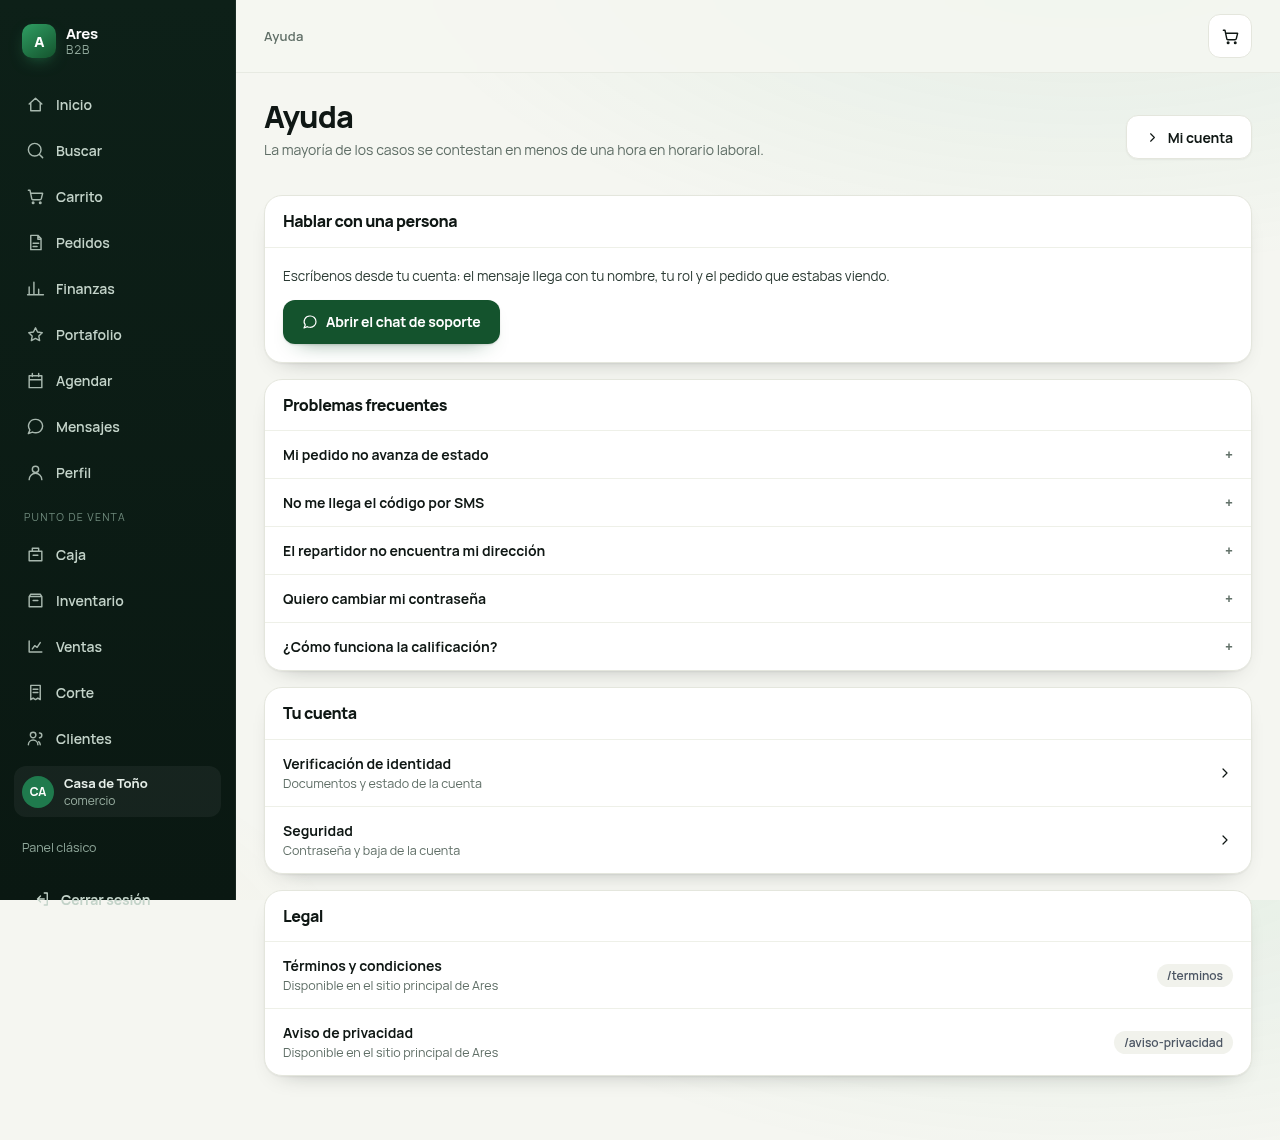 A
Ares
B2B
Inicio
Buscar
Carrito
Pedidos
Finanzas
Portafolio
Agendar
Mensajes
Perfil
PUNTO DE VENTA
Caja
Inventario
Ventas
Corte
Clientes
CA
Casa de Toño
comercio
Panel clásico
Cerrar sesión
Ayuda
Ayuda
La mayoría de los casos se contestan en menos de una hora en horario laboral.
Mi cuenta
Hablar con una persona
Escríbenos desde tu cuenta: el mensaje llega con tu nombre, tu rol y el pedido que estabas viendo.
Abrir el chat de soporte
Problemas frecuentes
Mi pedido no avanza de estado +
No me llega el código por SMS +
El repartidor no encuentra mi dirección +
Quiero cambiar mi contraseña +
¿Cómo funciona la calificación? +
Tu cuenta
Verificación de identidad
Documentos y estado de la cuenta
Seguridad
Contraseña y baja de la cuenta
Legal
Términos y condiciones
Disponible en el sitio principal de Ares
/terminos
Aviso de privacidad
Disponible en el sitio principal de Ares
/aviso-privacidad